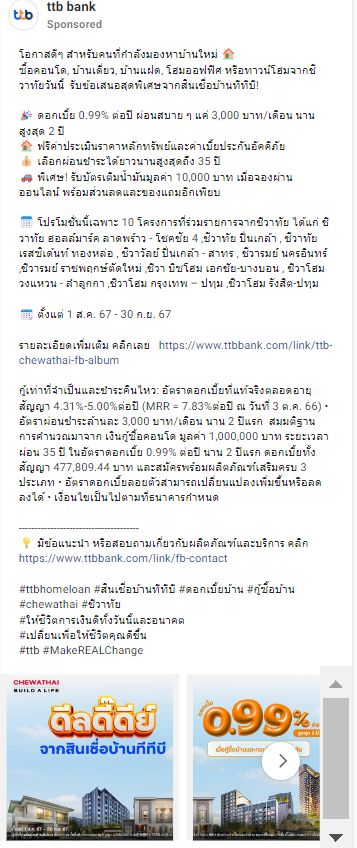 ttb
ttb bank
Sponsored
โอกาสดีๆ สำหรับคนที่กำลังมองหาบ้านใหม่ 🏠
ซื้อคอนโด, บ้านเดี่ยว, บ้านแฝด, โฮมออฟฟิศ หรือทาวน์โฮมจากชี
วาทัยวันนี้ รับข้อเสนอสุดพิเศษจากสินเชื่อบ้านทีทีบี!
🎉 ดอกเบี้ย 0.99% ต่อปี ผ่อนสบาย ๆ แค่ 3,000 บาท/เดือน นาน
สูงสุด 2 ปี
🏠 ฟรีค่าประเมินราคาหลักทรัพย์และค่าเบี้ยประกันอัคคีภัย
👍 เลือกผ่อนชำระได้ยาวนานสูงสุดถึง 35 ปี
🚗 พิเศษ! รับบัตรเติมน้ำมันมูลค่า 10,000 บาท เมื่อจองผ่าน
ออนไลน์ พร้อมส่วนลดและของแถมอีกเพียบ
🗓️ โปรโมชั่นนี้เฉพาะ 10 โครงการที่ร่วมรายการจากชีวาทัย ได้แก่ ชี
วาทัย ฮอลล์มาร์ค ลาดพร้าว - โชคชัย 4 ,ชีวาทัย ปิ่นเกล้า , ชีวาทัย
เรสซิเด้นท์ ทองหล่อ , ชีวาวัลย์ ปิ่นเกล้า - สาทร , ชีวารมย์ นครอินทร์
,ชีวารมย์ ราชพฤกษ์ตัดใหม่ ,ชีวา บิซโฮม เอกชัย-บางบอน , ชีวาโฮม
วงแหวน - ลำลูกกา ,ชีวาโฮม กรุงเทพ – ปทุม ,ชีวาโฮม รังสิต-ปทุม
🗓️ ตั้งแต่ 1 ส.ค. 67 - 30 ก.ย. 67
รายละเอียดเพิ่มเติม คลิกเลย https://www.ttbbank.com/link/ttb-
chewathai-fb-album
กู้เท่าที่จำเป็นและชำระคืนไหว: อัตราดอกเบี้ยที่แท้จริงตลอดอายุ
สัญญา 4.31%-5.00%ต่อปี (MRR = 7.83%ต่อปี ณ วันที่ 3 ต.ค. 66) •
อัตราผ่อนชำระล้านละ 3,000 บาท/เดือน นาน 2 ปีแรก สมมติฐาน
การคำนวณมาจาก เงินกู้ซื้อคอนโด มูลค่า 1,000,000 บาท ระยะเวลา
ผ่อน 35 ปี ในอัตราดอกเบี้ย 0.99% ต่อปี นาน 2 ปีแรก ดอกเบี้ยทั้ง
สัญญา 477,809.44 บาท และสมัครพร้อมผลิตภัณฑ์เสริมครบ 3
ประเภท • อัตราดอกเบี้ยลอยตัวสามารถเปลี่ยนแปลงเพิ่มขึ้นหรือลด
ลงได้ • เงื่อนไขเป็นไปตามที่ธนาคารกำหนด
--------------------------------------
💡 มีข้อแนะนำ หรือสอบถามเกี่ยวกับผลิตภัณฑ์และบริการ คลิก
https://www.ttbbank.com/link/fb-contact
#ttbhomeloan #สินเชื่อบ้านทีทีบี #ดอกเบี้ยบ้าน #กู้ซื้อบ้าน
#chewathai #ชีวาทัย
#ให้ชีวิตการเงินดีทั้งวันนี้และอนาคต
#เปลี่ยนเพื่อให้ชีวิตคุณดีขึ้น
#ttb #MakeREALChange
CHEWATHAI
BUILD A LIFE
ดีลดี๊ดีย์
จากสินเชื่อบ้านทีทีบี
ดอกเบี้ย
0.99%